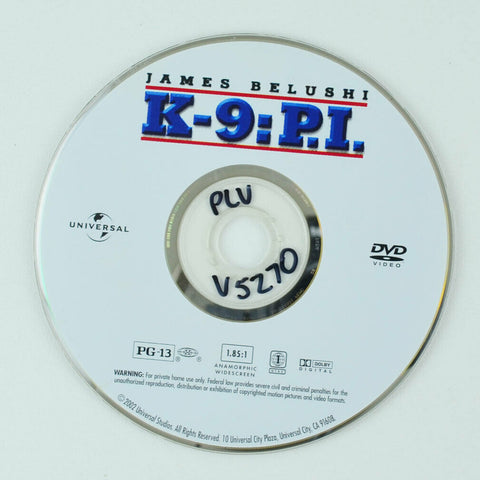 JAMES BELUSHI
K-9: P.I.
PLV
UNIVERSAL
DVD
VIDEO
V5270
PG-13
1.85:1
ANAMORPHIC
WIDESCREEN
DOLBY
DIGITAL
WARNING: For private home use only. Federal law provides severe civil and criminal penalties for the
unauthorized reproduction, distribution or exhibition of copyrighted motion pictures and video formats.
©2002 Universal Studios. All Rights Reserved. 10 Universal City Plaza, Universal City, CA 91608.